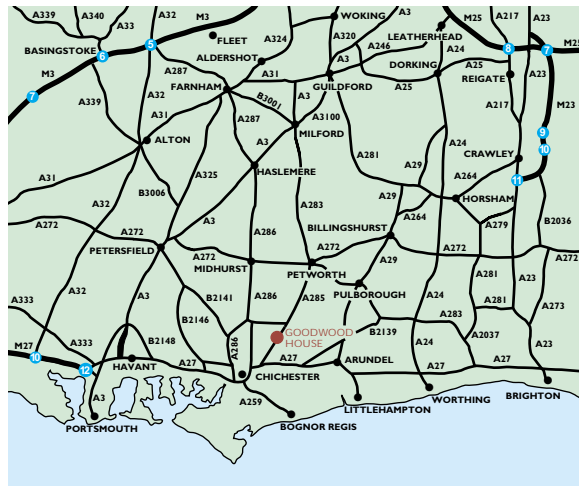 A339
A340
A33
A32
M3
WOKING
A3
M25
A217
A23
BASINGSTOKE
5
FLEET
A324
A320
A246
LEATHERHEAD
6
ALDERSHOT
A24
8
7
M25
M3
A287
A31
A3
DORKING
A25
REIGATE
7
A339
A32
FARNHAM
B3001
GUILDFORD
A25
A23
A3
A217
M23
A31
A287
A3100
ALTON
A3
MILFORD
A24
9
10
A281
CRAWLEY
HASLEMERE
A29
A264
11
A31
B3006
A325
A32
A283
A29
HORSHAM
A3
BILLINGSHURST
A264
A279
B2036
A272
A272
A286
A272
A272
A272
PETERSFIELD
A272
MIDHURST
PETWORTH
A29
A281
A23
A3
B2141
A286
A285
PULBOROUGH
A24
A333
A32
B2146
A283
A281
A273
M27
A333
B2148
A286
GOODWOOD
HOUSE
B2139
A24
A2037
10
12
HAVANT
A27
A27
ARUNDEL
A27
CHICHESTER
A3
A259
LITTLEHAMPTON
WORTHING
BRIGHTON
PORTSMOUTH
BOGNOR REGIS